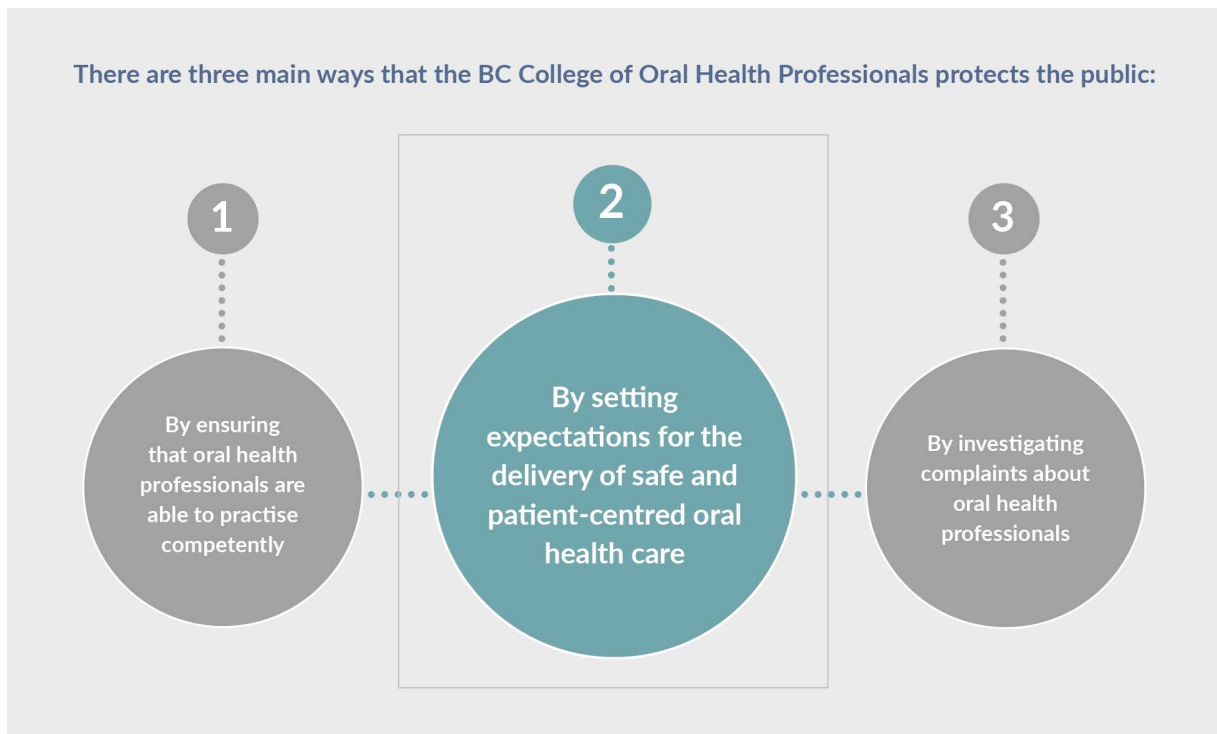 There are three main ways that the BC College of Oral Health Professionals protects the public:
1
By ensuring
that oral health
professionals are
able to practise
competently
2
By setting
expectations for the
delivery of safe and
patient-centred oral
health care
3
By investigating
complaints about
oral health
professionals